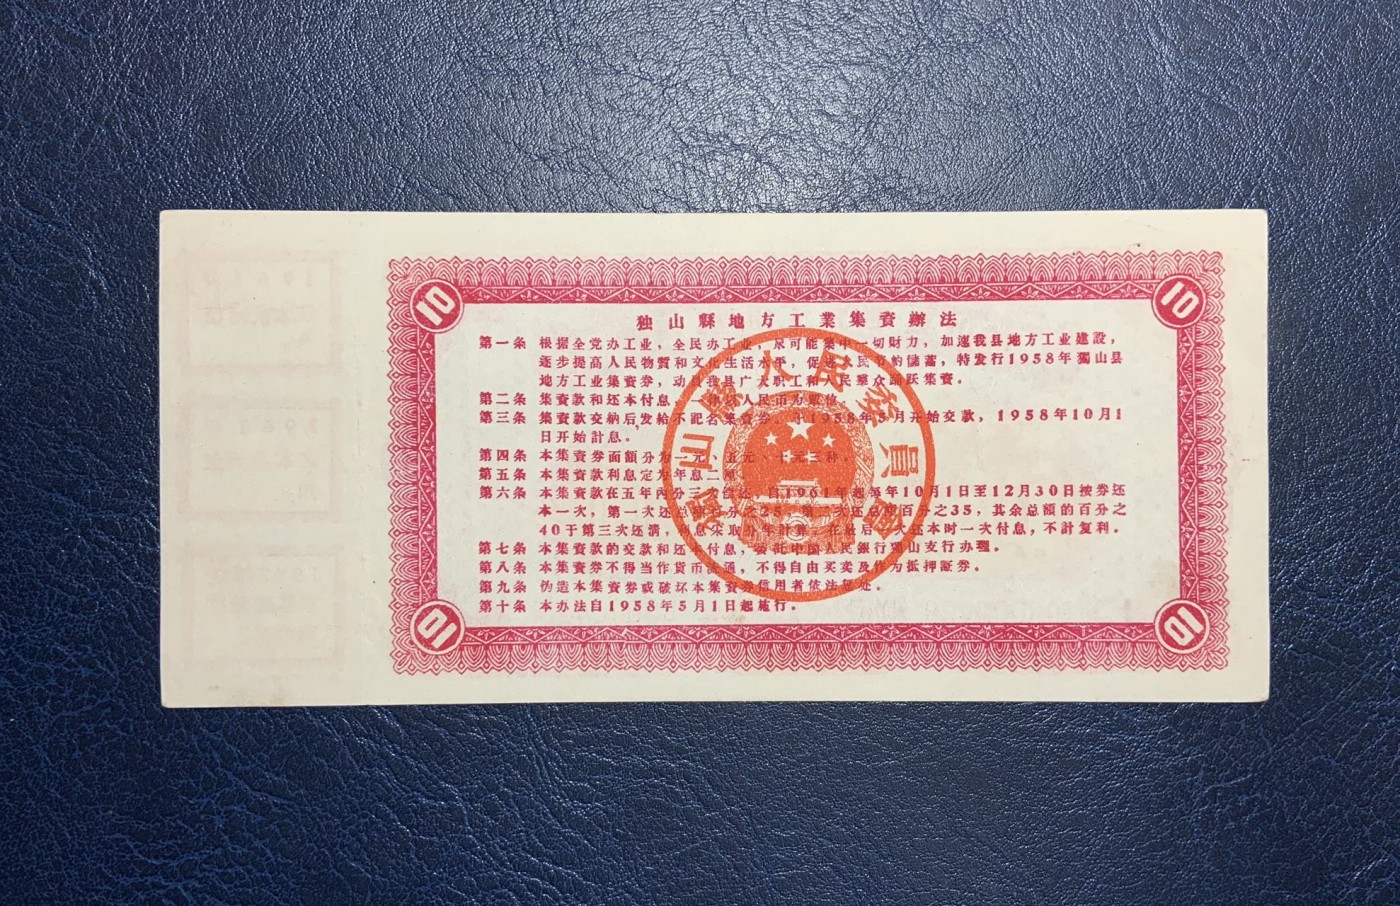 10
10
独山縣地方工業集資辦法
第一条 根据全党办工业，全民办工业，尽可能集中一切财力，加速我县地方工业建設，
逐步提高人民物質和文化生活水平，促进人民节約儲蓄，特发行1958年獨山县
地方工业集資券，动員我县广大职工和人民羣众踊跃集資。
第二条 集資款和还本付息，一律以人民币为單位。
第三条 集資款交納后发給不記名集資券，于1958年5月开始交款，1958年10月1
日开始計息。
第四条 本集資券面額分为一元、五元、十元三种。
第五条 本集資款利息定为年息二厘。
第六条 本集資款在五年內分三次偿还，自1961年起每年10月1日至12月30日按券还
本一次，第一次还总額百分之25，第二次还总額百分之35，其余总額的百分之
40于第三次还清，利息采取分年計算，在最后一次还本时一次付息，不計复利。
第七条 本集資款的交款和还本付息，委託中国人民銀行獨山支行办理。
第八条 本集資券不得当作貨币流通，不得自由买卖及作为抵押証券。
第九条 伪造本集資券或破坏本集資券信用者依法惩处。
第十条 本办法自1958年5月1日起施行。
10
10
獨山縣人民委員會